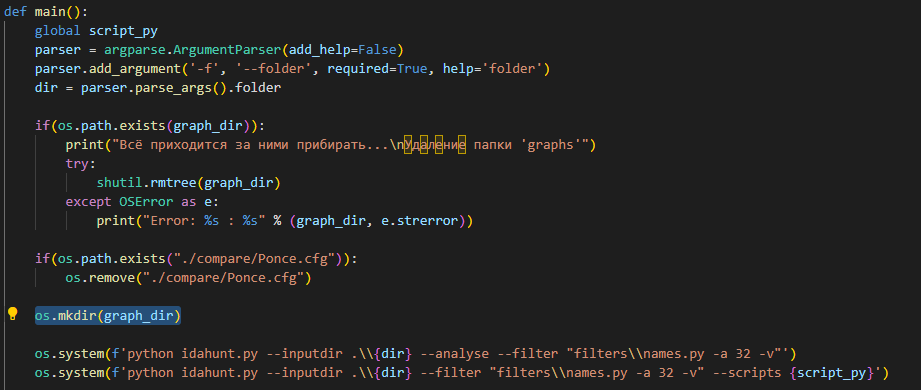 def main():
    global script_py
    parser = argparse.ArgumentParser(add_help=False)
    parser.add_argument('-f', '--folder', required=True, help='folder')
    dir = parser.parse_args().folder

    if(os.path.exists(graph_dir)):
        print("Всё приходится за ними прибирать...\nУдаление папки 'graphs'")
        try:
            shutil.rmtree(graph_dir)
        except OSError as e:
            print("Error: %s : %s" % (graph_dir, e.strerror))

    if(os.path.exists("./compare/Ponce.cfg")):
        os.remove("./compare/Ponce.cfg")

    os.mkdir(graph_dir)

    os.system(f'python idahunt.py --inputdir .\\{dir} --analyse --filter "filters\\names.py -a 32 -v"')
    os.system(f'python idahunt.py --inputdir .\\{dir} --filter "filters\\names.py -a 32 -v" --scripts {script_py}')